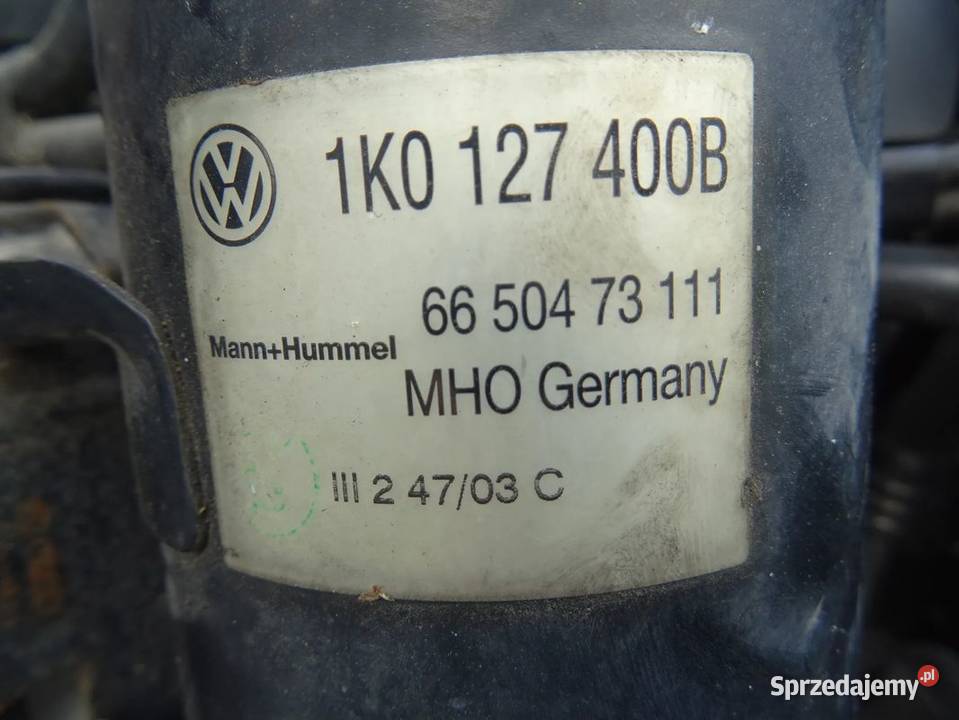 1K0 127 400B
66 504 73 111
Mann+Hummel
MHO Germany
III 2 47/03 C
Sprzedajemy.pl